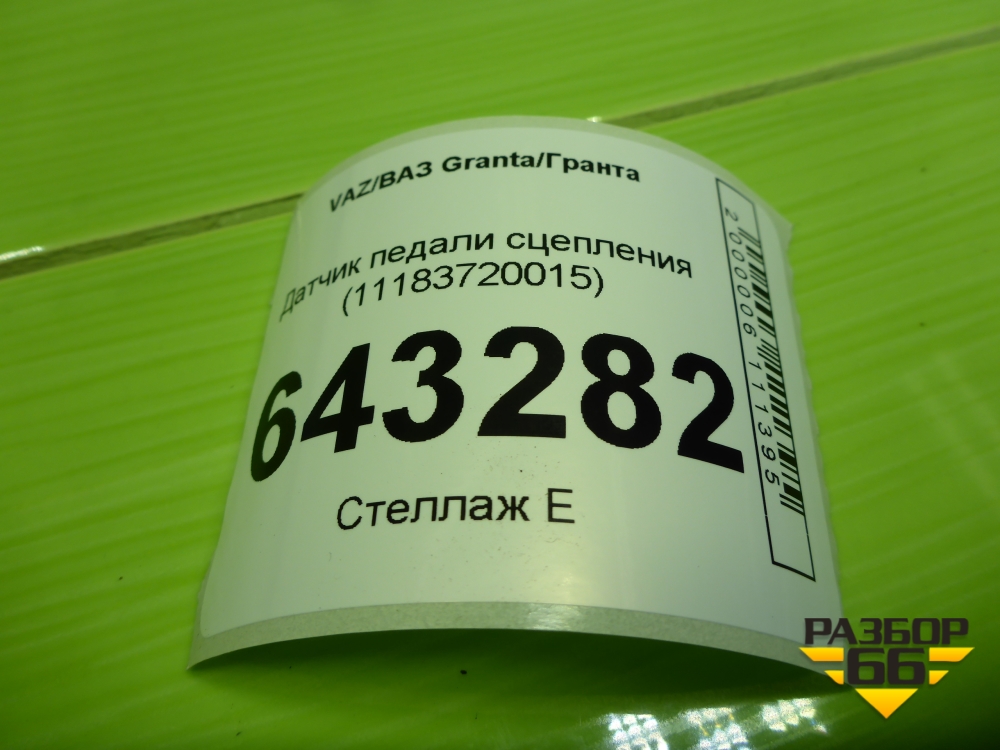 VAZ/ВАЗ Granta/Гранта
Датчик педали сцепления
(11183720015)
643282
Стеллаж Е
2000006111395
РАЗБОР
66